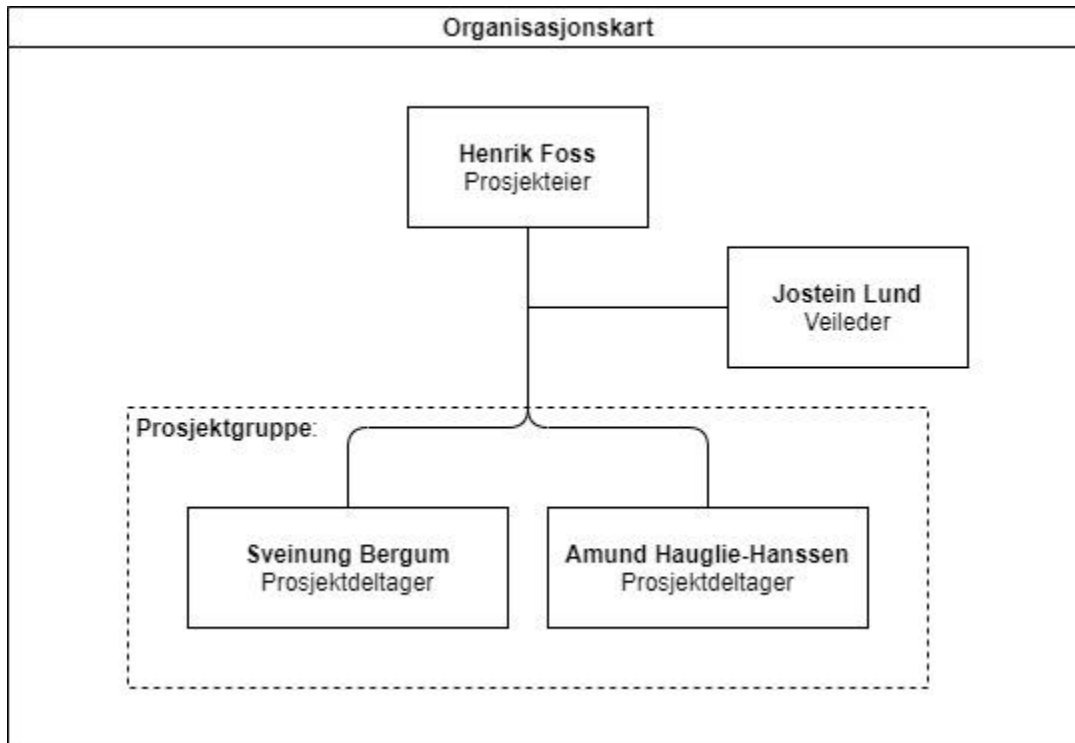 Organisasjonskart
Henrik Foss
Prosjekteier
Jostein Lund
Veileder
Prosjektgruppe:
Sveinung Bergum
Prosjektdeltager
Amund Hauglie-Hanssen
Prosjektdeltager